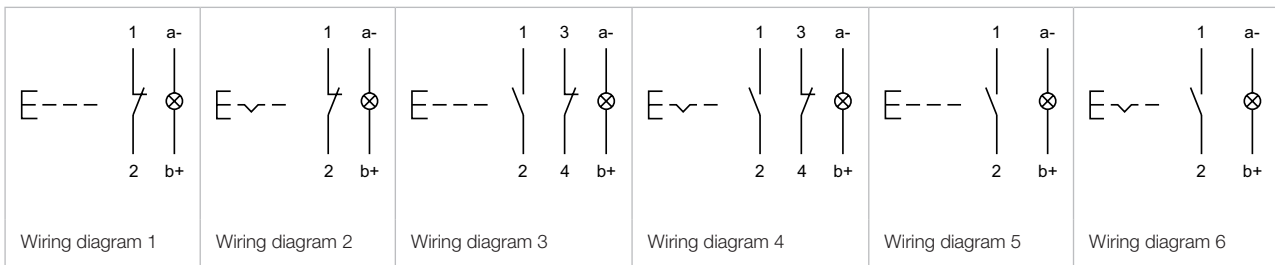 1 a-
2 b+
Wiring diagram 1
1 a-
2 b+
Wiring diagram 2
1 3 a-
2 4 b+
Wiring diagram 3
1 3 a-
2 4 b+
Wiring diagram 4
1 a-
2 b+
Wiring diagram 5
1 a-
2 b+
Wiring diagram 6